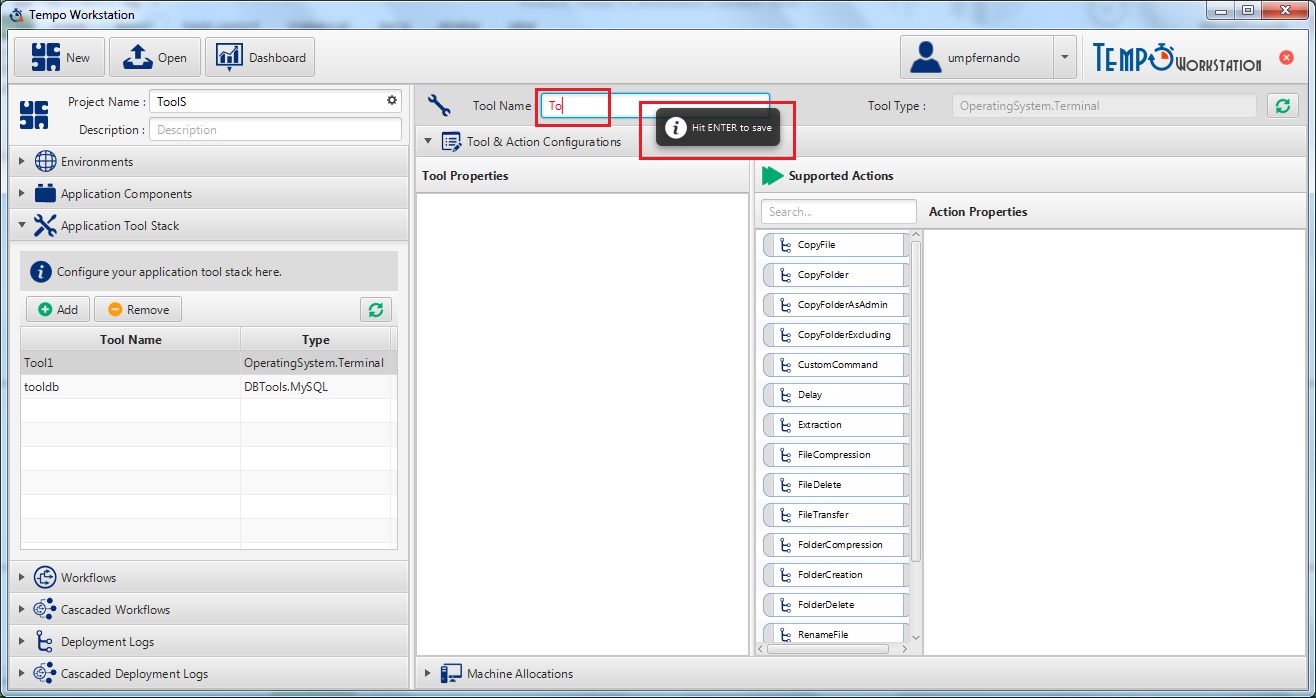 Tempo Workstation
New
Open
Dashboard
umpfernando
TEMPO WORKSTATION
Project Name : ToolS
Description : Description
Environments
Application Components
Application Tool Stack
Configure your application tool stack here.
Add Remove
Tool Name Type
Tool1 OperatingSystem.Terminal
tooldb DBTools.MySQL
Workflows
Cascaded Workflows
Deployment Logs
Cascaded Deployment Logs
Tool Name To
Hit ENTER to save
Tool Type : OperatingSystem.Terminal
Tool & Action Configurations
Tool Properties
Supported Actions
Search...
Action Properties
CopyFile
CopyFolder
CopyFolderAsAdmin
CopyFolderExcluding
CustomCommand
Delay
Extraction
FileCompression
FileDelete
FileTransfer
FolderCompression
FolderCreation
FolderDelete
RenameFile
Machine Allocations